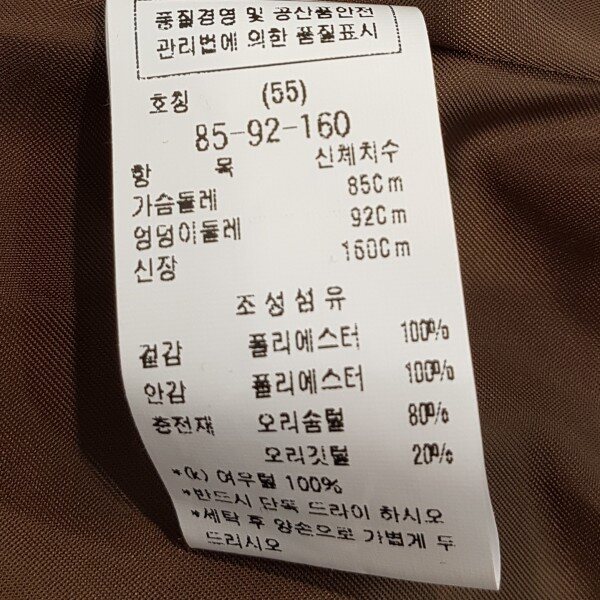 품질경영 및 공산품안전
관리법에 의한 품질표시
호칭 (55)
85-92-160
항 목 신체치수
가슴둘레 85Cm
엉덩이둘레 92Cm
신장 160Cm
조성섬유
겉감 폴리에스터 100%
안감 폴리에스터 100%
충전재 오리솜털 80%
오리깃털 20%
*(k) 여우털 100%
*반드시 단독 드라이 하시오
*세탁 후 양손으로 가볍게 두
드리시오